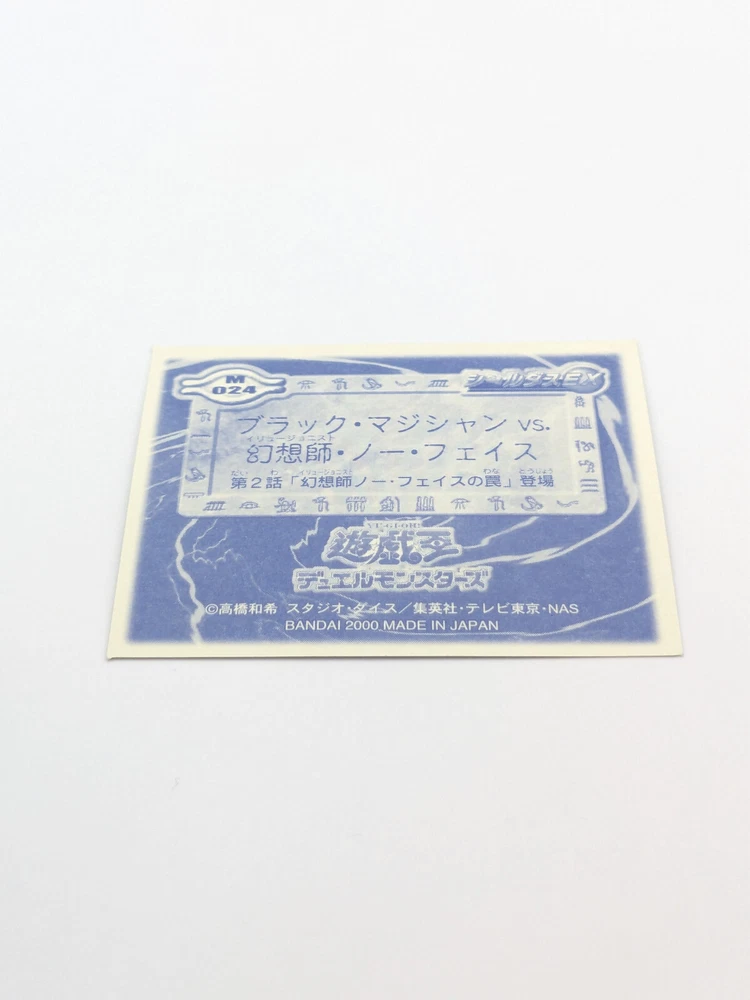 M
024
シールダス・EX
ブラック・マジシャン vs.
イリュージョニスト
幻想師・ノー・フェイス
だい わ イリュージョニスト わな とうじょう
第2話「幻想師ノー・フェイスの罠」登場
YU-GI-OH!
遊戯王
デュエルモンスターズ
©高橋和希 スタジオ・ダイス／集英社・テレビ東京・NAS
BANDAI 2000 MADE IN JAPAN